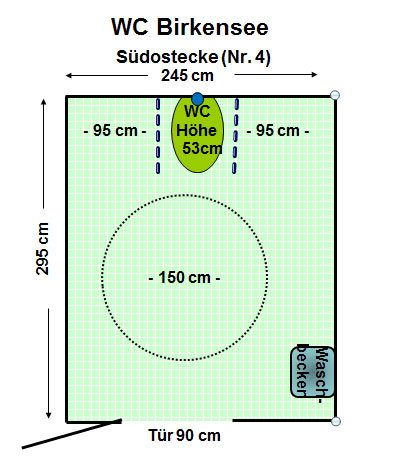 WC Birkensee
Südostecke (Nr. 4)
245 cm
- 95 cm -
WC
Höhe
53cm
- 95 cm -
295 cm
- 150 cm -
Wasch-
becken
Tür 90 cm